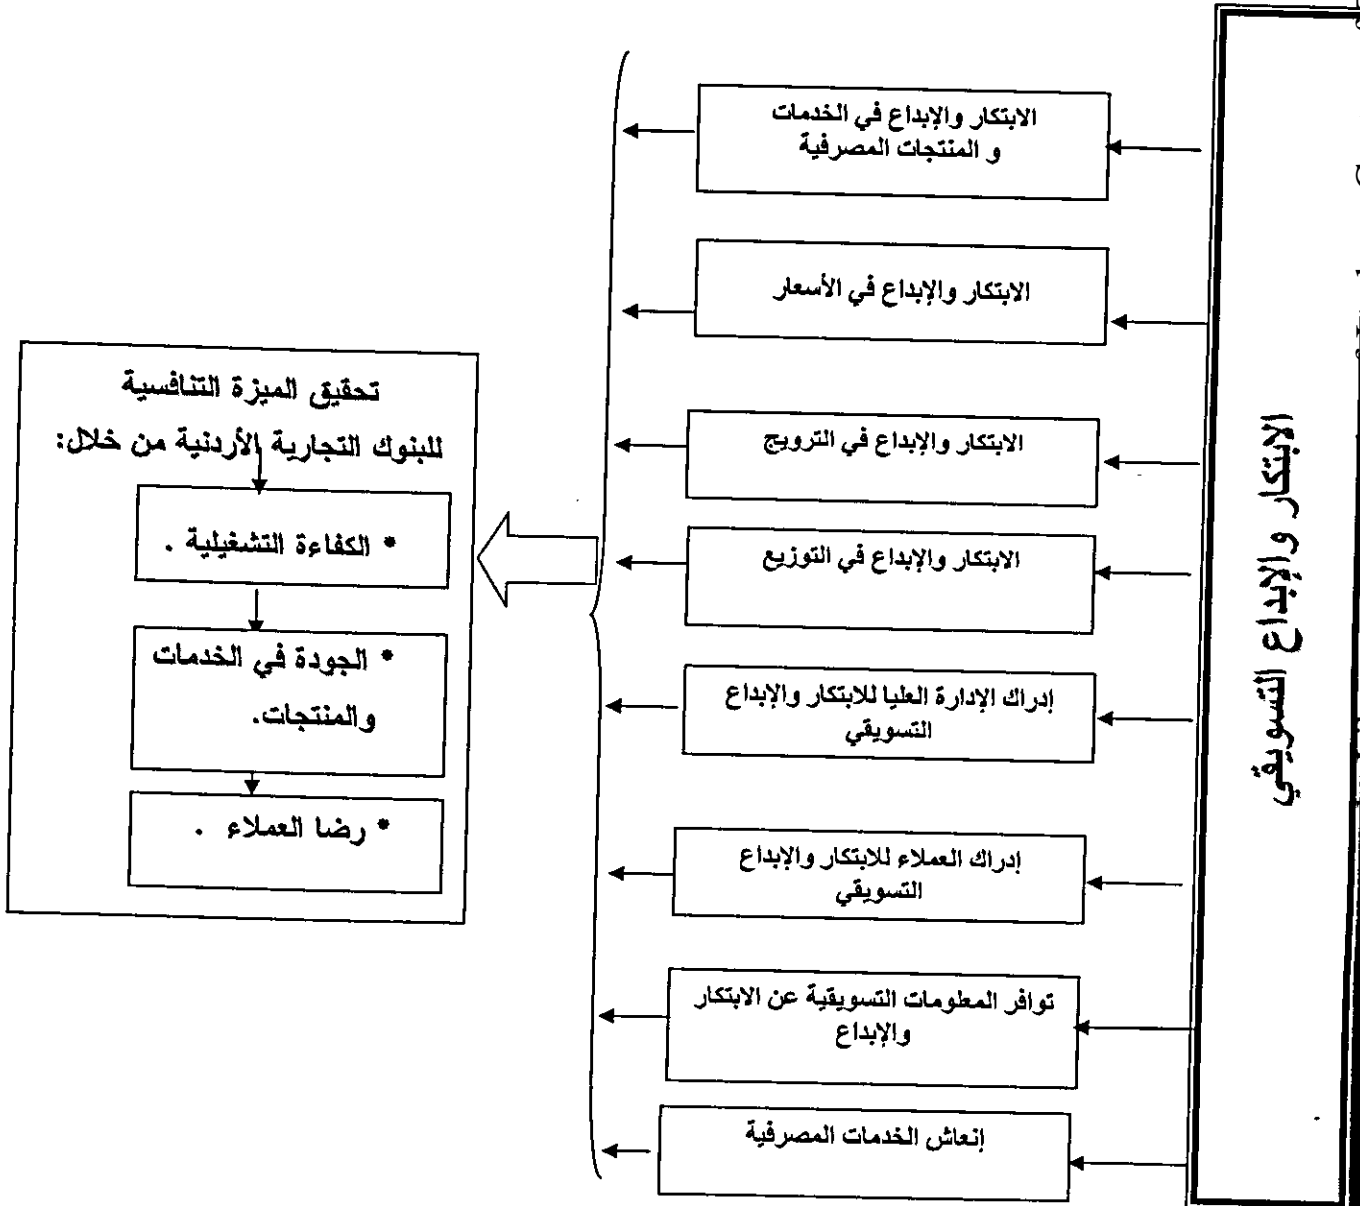 الابتكار والإبداع التسويقي
الابتكار والإبداع في الخدمات
و المنتجات المصرفية
الابتكار والإبداع في الأسعار
الابتكار والإبداع في الترويج
الابتكار والإبداع في التوزيع
إدراك الإدارة العليا للابتكار والإبداع
التسويقي
إدراك العملاء للابتكار والإبداع
التسويقي
توافر المعلومات التسويقية عن الابتكار
والإبداع
إنعاش الخدمات المصرفية
تحقيق الميزة التنافسية
للبنوك التجارية الأردنية من خلال:
* الكفاءة التشغيلية .
* الجودة في الخدمات
والمنتجات.
* رضا العملاء .